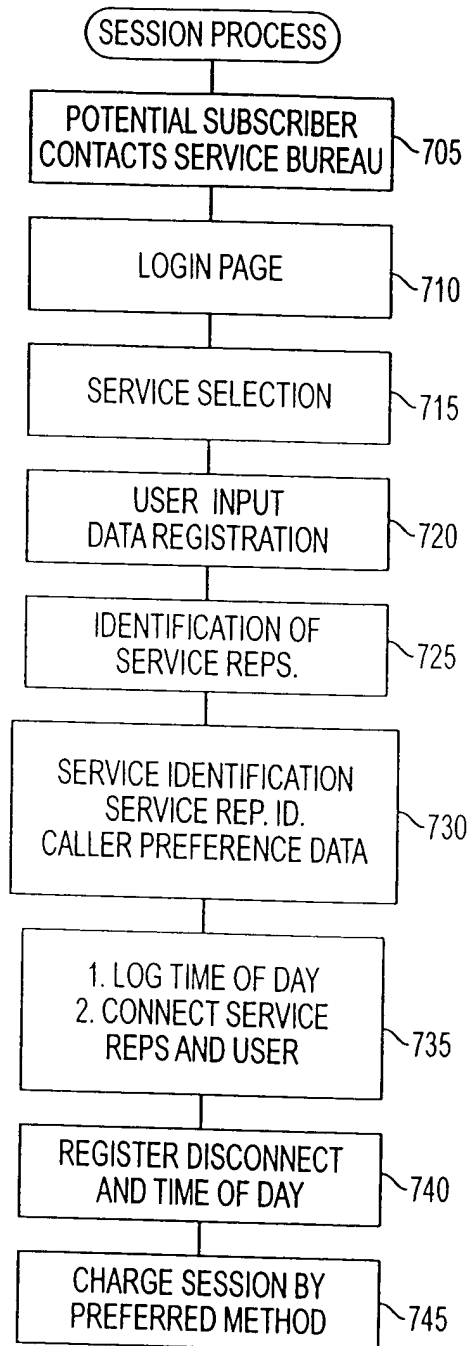 SESSION PROCESS
POTENTIAL SUBSCRIBER
CONTACTS SERVICE BUREAU
705
LOGIN PAGE
710
SERVICE SELECTION
715
USER INPUT
DATA REGISTRATION
720
IDENTIFICATION OF
SERVICE REPS.
725
SERVICE IDENTIFICATION
SERVICE REP. ID.
CALLER PREFERENCE DATA
730
1. LOG TIME OF DAY
2. CONNECT SERVICE
REPS AND USER
735
REGISTER DISCONNECT
AND TIME OF DAY
740
CHARGE SESSION BY
PREFERRED METHOD
745